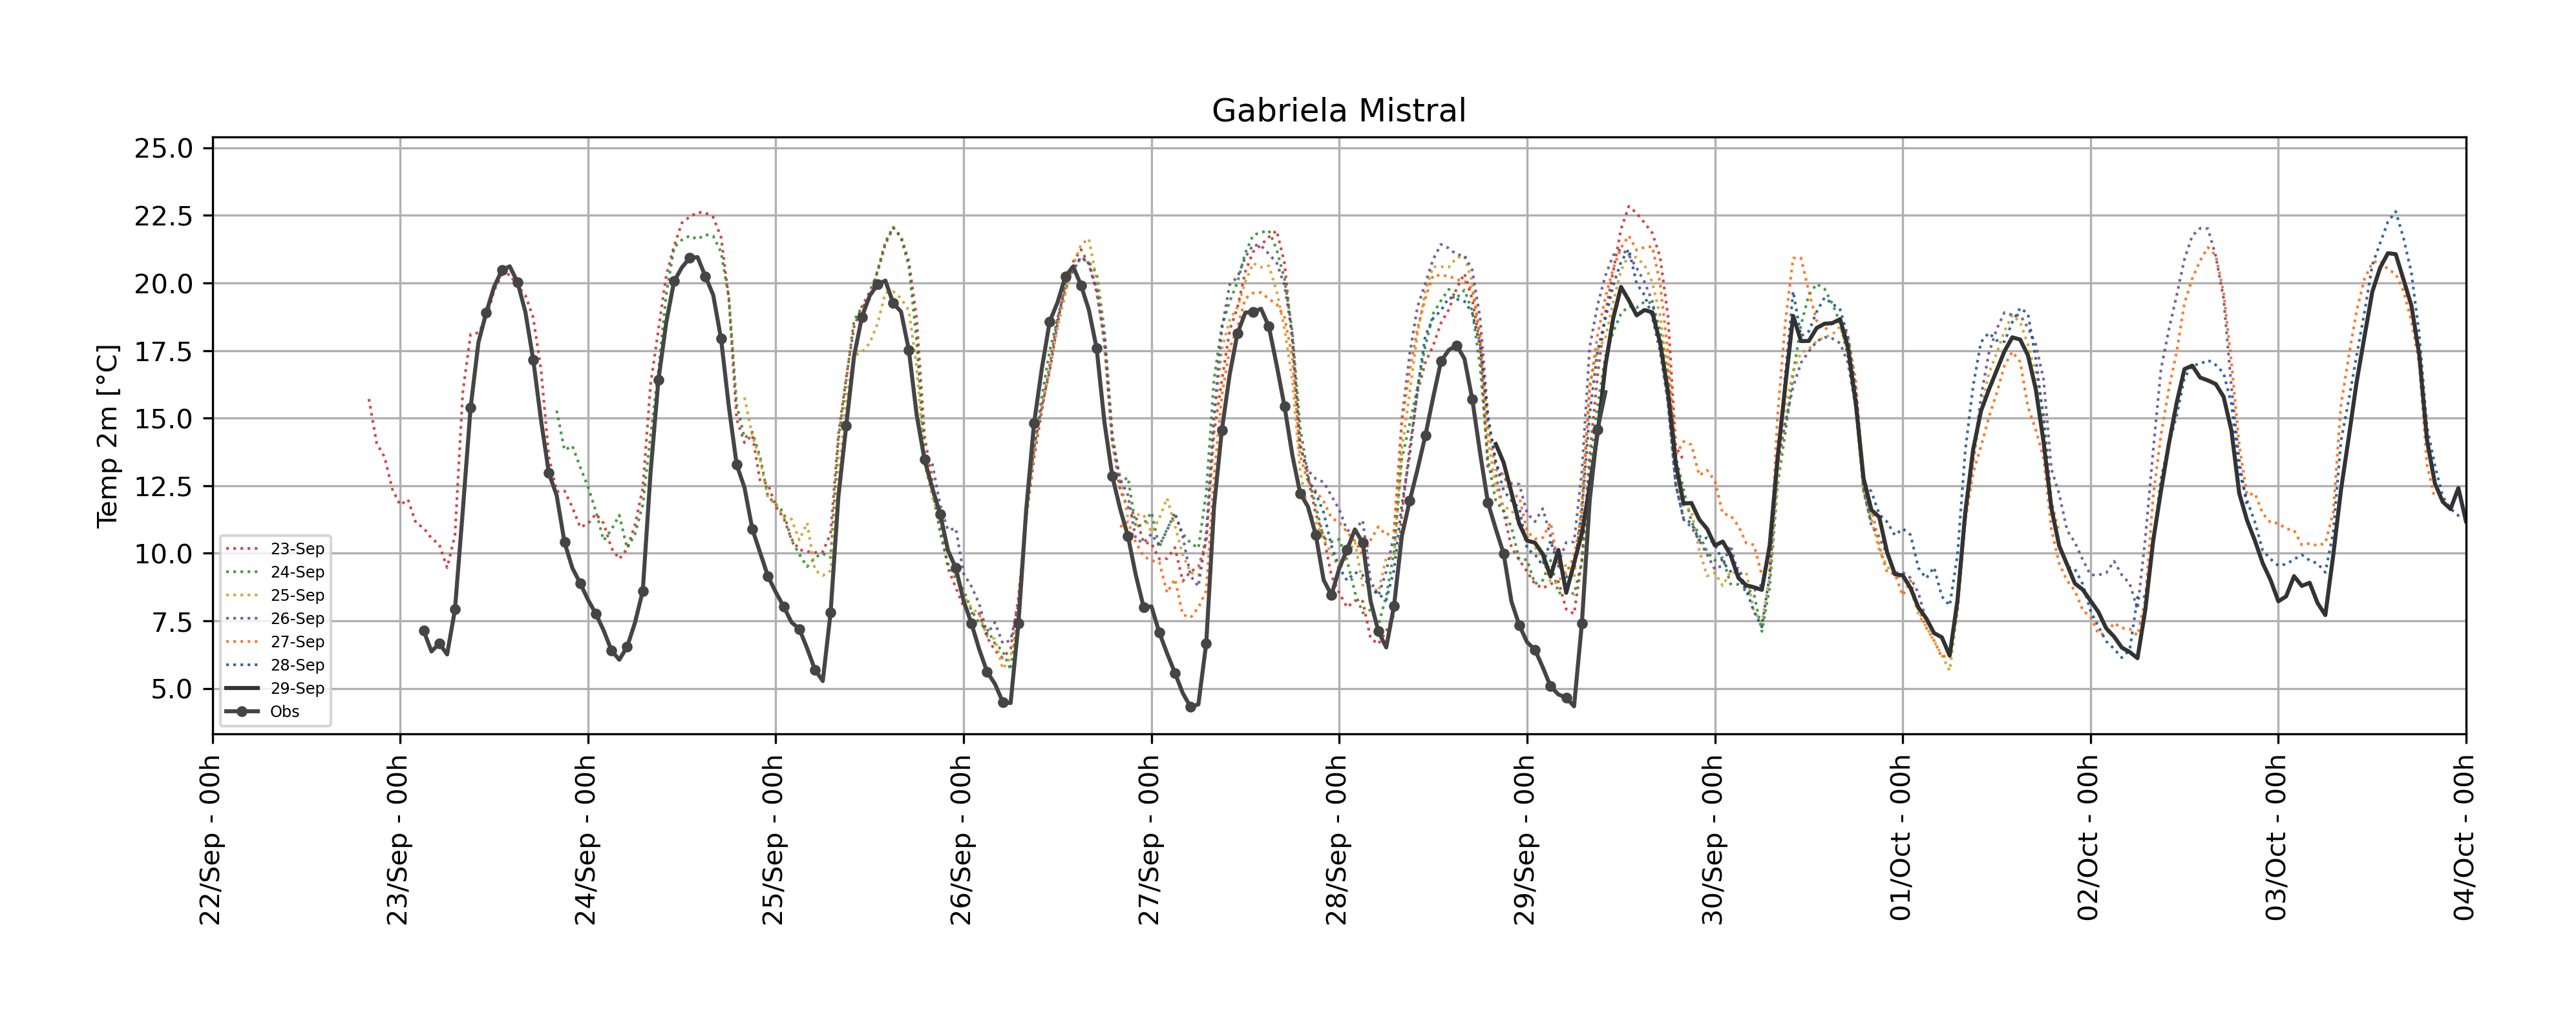 Gabriela Mistral
Temp 2m [°C]
25.0
22.5
20.0
17.5
15.0
12.5
10.0
7.5
5.0
23-Sep
24-Sep
25-Sep
26-Sep
27-Sep
28-Sep
29-Sep
Obs
22/Sep - 00h
23/Sep - 00h
24/Sep - 00h
25/Sep - 00h
26/Sep - 00h
27/Sep - 00h
28/Sep - 00h
29/Sep - 00h
30/Sep - 00h
01/Oct - 00h
02/Oct - 00h
03/Oct - 00h
04/Oct - 00h